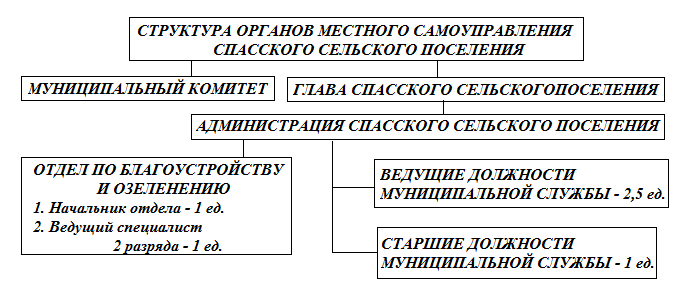 СТРУКТУРА ОРГАНОВ МЕСТНОГО САМОУПРАВЛЕНИЯ
СПАССКОГО СЕЛЬСКОГО ПОСЕЛЕНИЯ
МУНИЦИПАЛЬНЫЙ КОМИТЕТ
ГЛАВА СПАССКОГО СЕЛЬСКОГОПОСЕЛЕНИЯ
АДМИНИСТРАЦИЯ СПАССКОГО СЕЛЬСКОГО ПОСЕЛЕНИЯ
ОТДЕЛ ПО БЛАГОУСТРОЙСТВУ
И ОЗЕЛЕНЕНИЮ
1. Начальник отдела - 1 ед.
2. Ведущий специалист
2 разряда - 1 ед.
ВЕДУЩИЕ ДОЛЖНОСТИ
МУНИЦИПАЛЬНОЙ СЛУЖБЫ - 2,5 ед.
СТАРШИЕ ДОЛЖНОСТИ
МУНИЦИПАЛЬНОЙ СЛУЖБЫ - 1 ед.